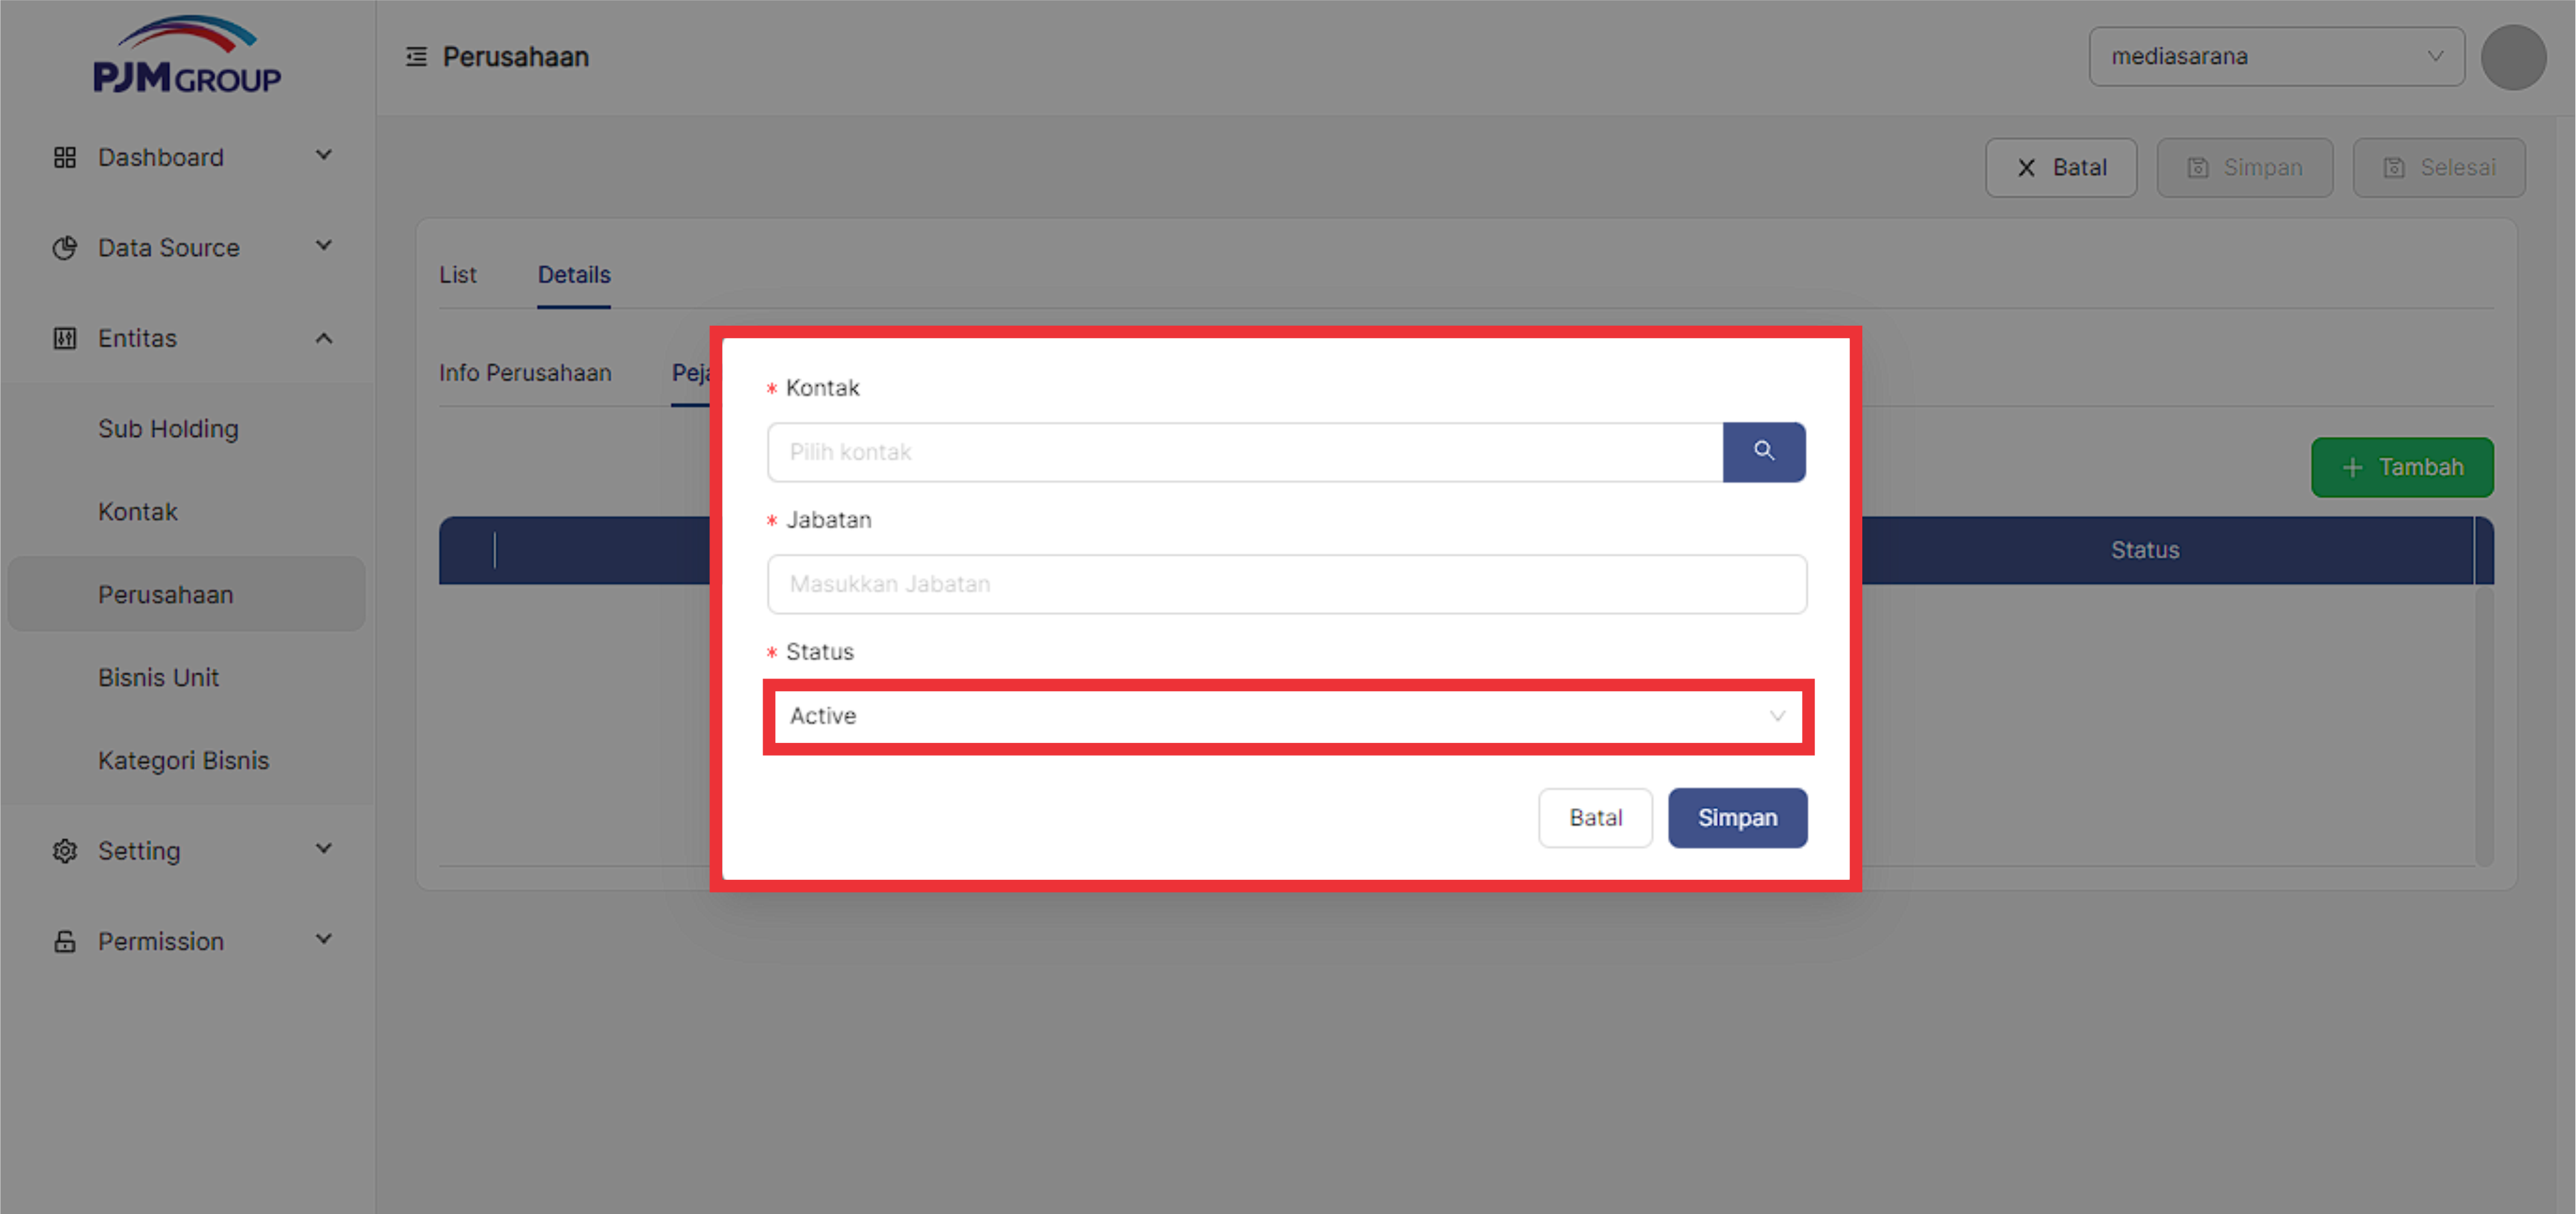 PJM GROUP
Perusahaan
mediasarana
Dashboard
Data Source
Entitas
Sub Holding
Kontak
Perusahaan
Bisnis Unit
Kategori Bisnis
Setting
Permission
Batal
Simpan
Selesai
List
Details
Info Perusahaan
Tambah
Status
* Kontak
Pilih kontak
* Jabatan
Masukkan Jabatan
* Status
Active
Batal
Simpan